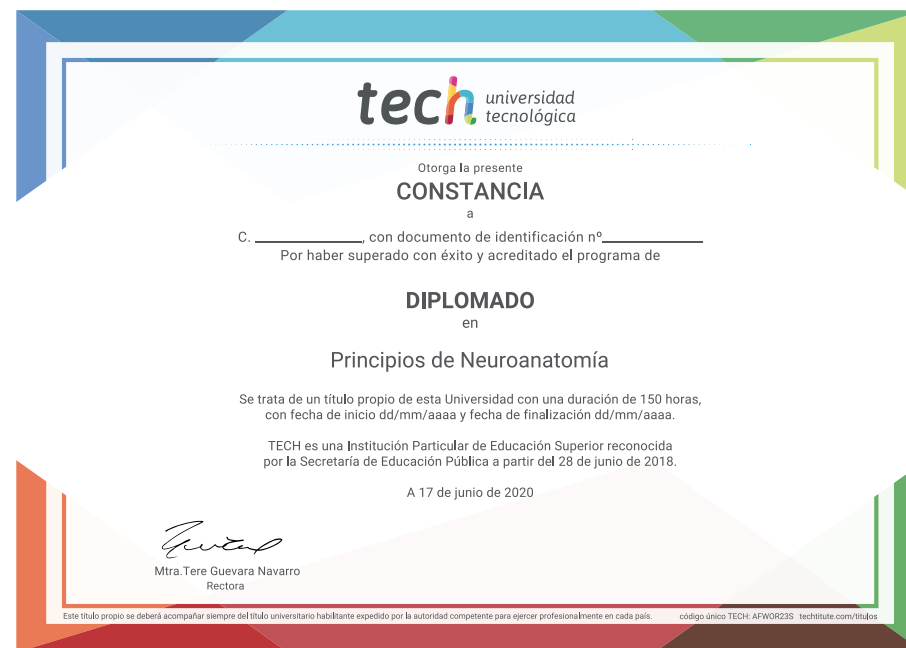 tech universidad
tecnológica
Otorga la presente
CONSTANCIA
a
C. ____________, con documento de identificación nº____________
Por haber superado con éxito y acreditado el programa de
DIPLOMADO
en
Principios de Neuroanatomía
Se trata de un título propio de esta Universidad con una duración de 150 horas,
con fecha de inicio dd/mm/aaaa y fecha de finalización dd/mm/aaaa.
TECH es una Institución Particular de Educación Superior reconocida
por la Secretaría de Educación Pública a partir del 28 de junio de 2018.
A 17 de junio de 2020
Mtra.Tere Guevara Navarro
Rectora
Este título propio se deberá acompañar siempre del título universitario habilitante expedido por la autoridad competente para ejercer profesionalmente en cada país. código único TECH: AFWOR23S techtitute.com/titulos